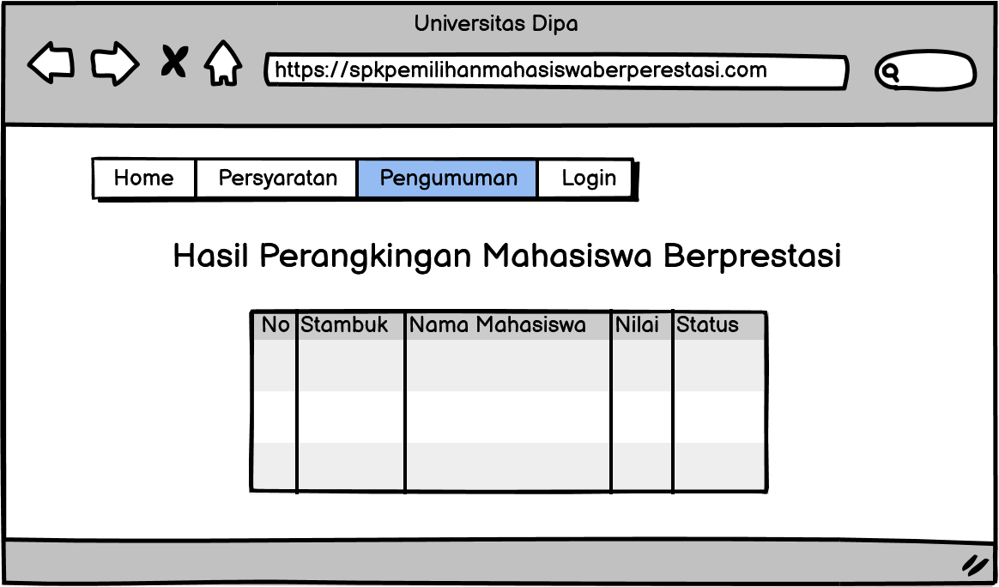 Universitas Dipa
https://spkpemilihanmahasiswaberperestasi.com
Home Persyaratan Pengumuman Login
Hasil Perangkingan Mahasiswa Berprestasi
No Stambuk Nama Mahasiswa Nilai Status